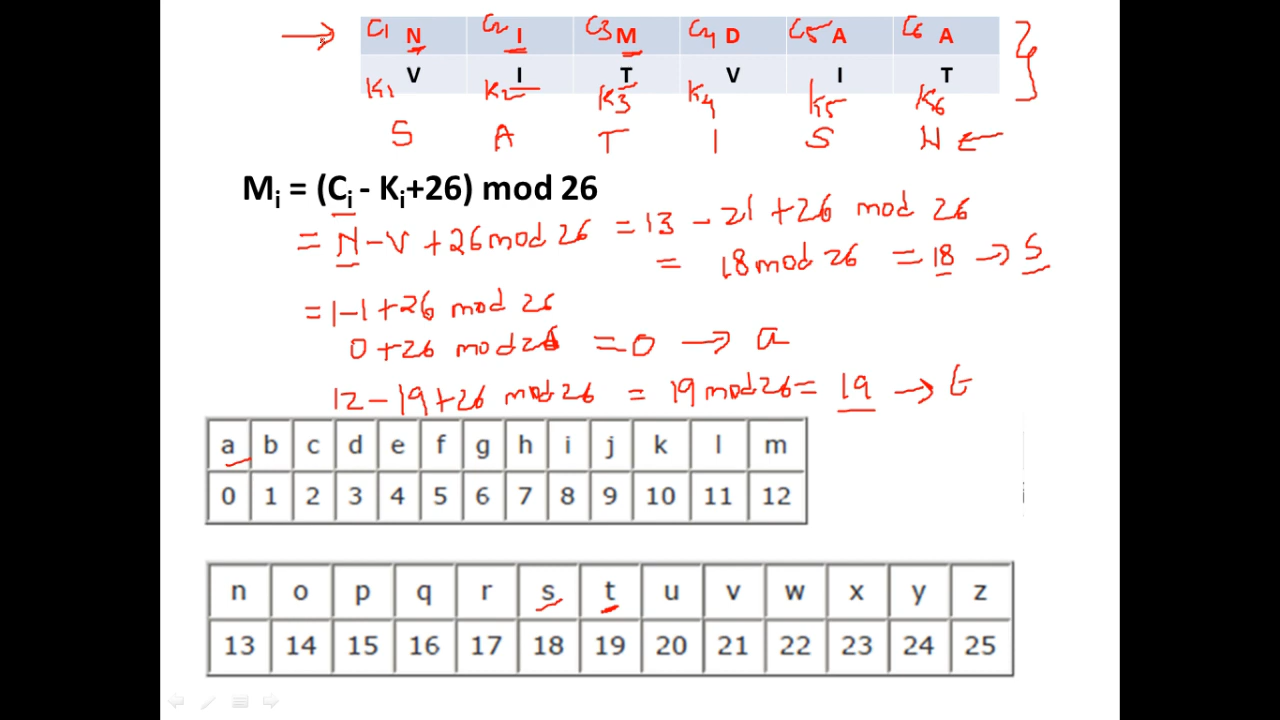 C1 N C2 I C3 M C4 D C5 A C6 A
V I T V I T
K1 K2 K3 K4 K5 K6
S A T I S H
Mi = (Ci - Ki+26) mod 26
= N-V +26 mod 26 = 13 - 21 +26 mod 26
= 18 mod 26 = 18 → S
= 1-1+26 mod 26
0+26 mod 26 = 0 → a
12-19+26 mod 26 = 19 mod 26 = 19 → t
a b c d e f g h i j k l m
0 1 2 3 4 5 6 7 8 9 10 11 12
n o p q r s t u v w x y z
13 14 15 16 17 18 19 20 21 22 23 24 25